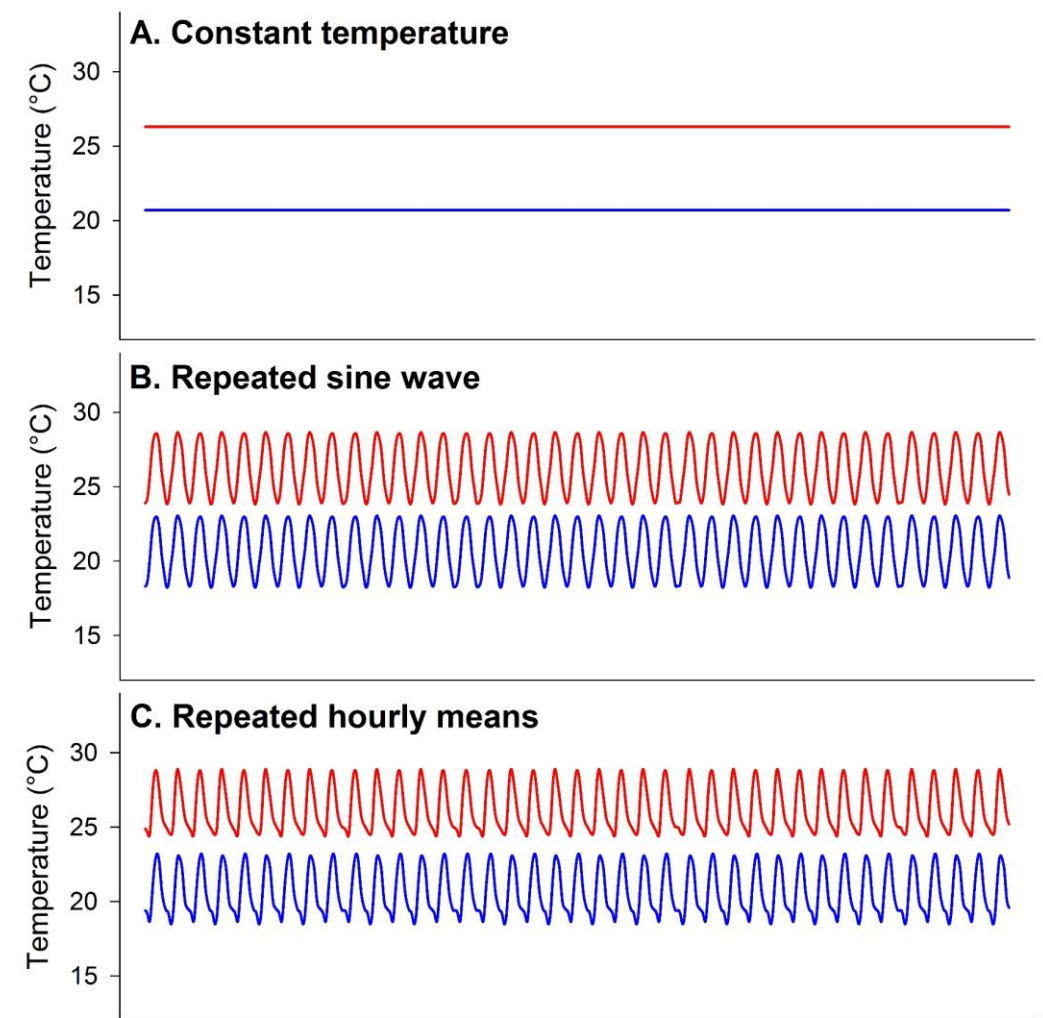 A. Constant temperature
Temperature (°C)
30
25
20
15
B. Repeated sine wave
Temperature (°C)
30
25
20
15
C. Repeated hourly means
Temperature (°C)
30
25
20
15